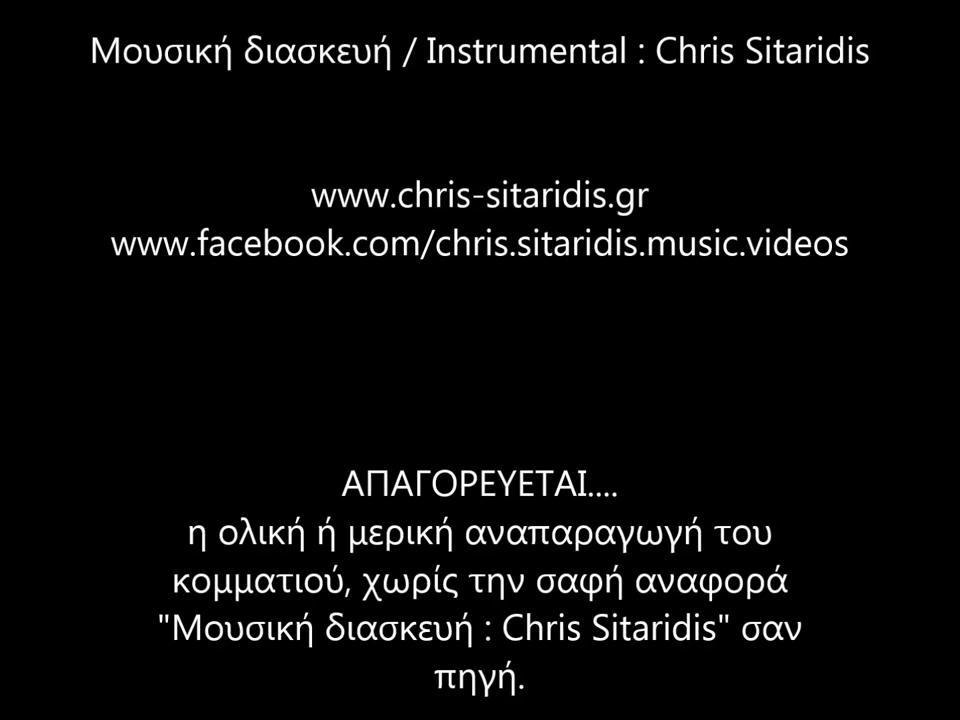 Μουσική διασκευή / Instrumental : Chris Sitaridis
www.chris-sitaridis.gr
www.facebook.com/chris.sitaridis.music.videos
ΑΠΑΓΟΡΕΥΕΤΑΙ....
η ολική ή μερική αναπαραγωγή του
κομματιού, χωρίς την σαφή αναφορά
"Μουσική διασκευή : Chris Sitaridis" σαν
πηγή.